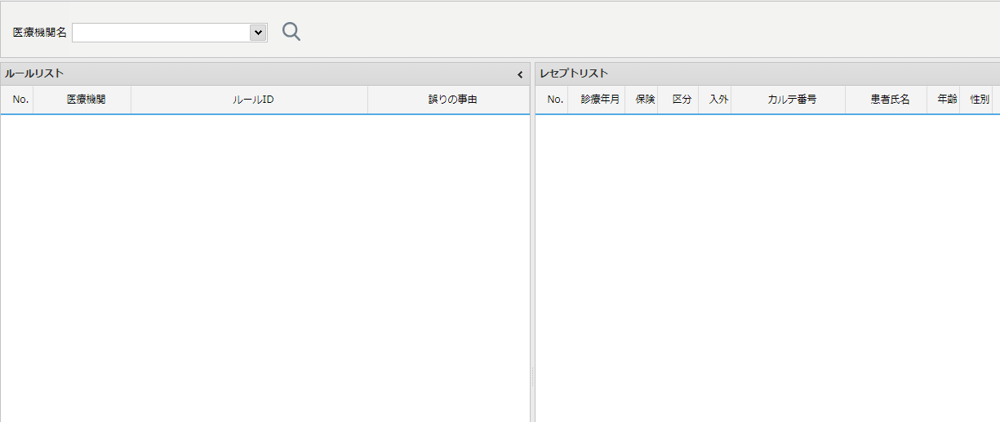 医療機関名
ルールリスト
No. 医療機関 ルールID 誤りの事由
レセプトリスト
No. 診療年月 保険 区分 入外 カルテ番号 患者氏名 年齢 性別